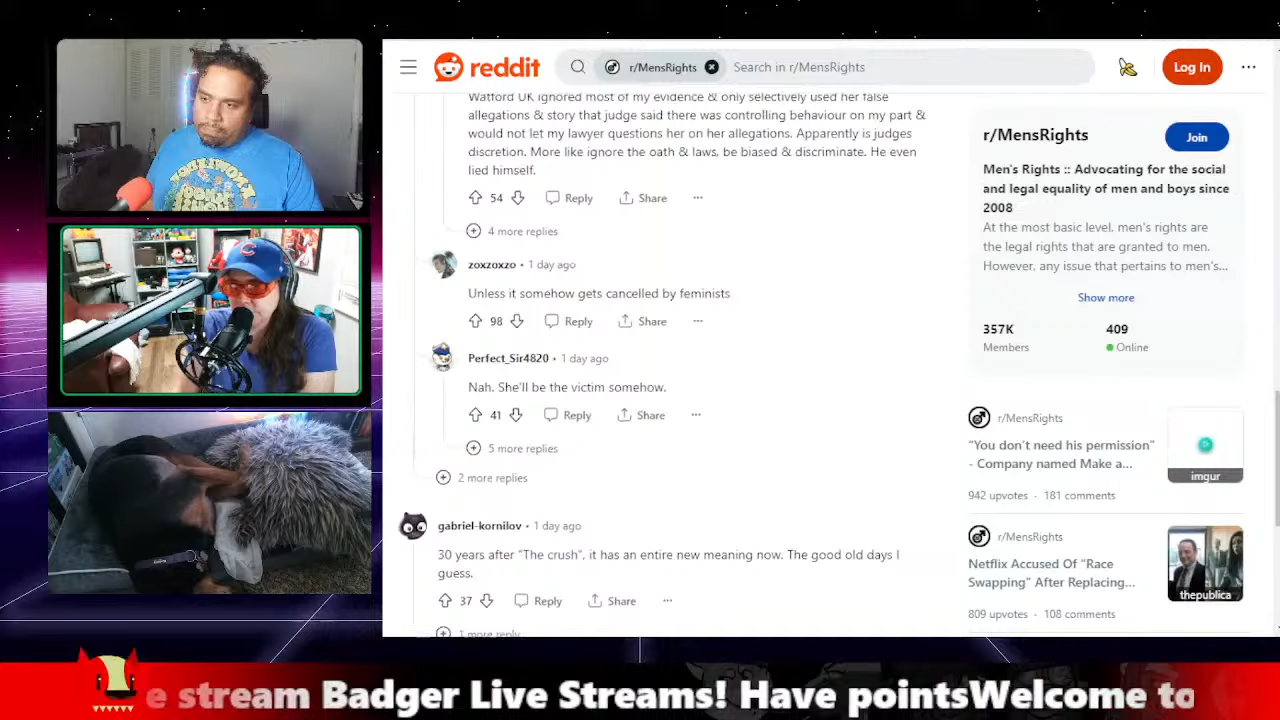 reddit
r/MensRights
Search in r/MensRights
Log In
Watford UK ignored most of my evidence & only selectively used her false
allegations & story that judge said there was controlling behaviour on my part &
would not let my lawyer questions her on her allegations. Apparently is judges
discretion. More like ignore the oath & laws, be biased & discriminate. He even
lied himself.
54 Reply Share
4 more replies
zoxzoxzo • 1 day ago
Unless it somehow gets cancelled by feminists
98 Reply Share
Perfect_Sir4820 • 1 day ago
Nah. She'll be the victim somehow.
41 Reply Share
5 more replies
2 more replies
gabriel-kornilov • 1 day ago
30 years after "The crush", it has an entire new meaning now. The good old days I
guess.
37 Reply Share
1 more reply
r/MensRights
Join
Men's Rights :: Advocating for the social
and legal equality of men and boys since
2008
At the most basic level, men's rights are
the legal rights that are granted to men.
However, any issue that pertains to men's...
Show more
357K 409
Members Online
r/MensRights
"You don't need his permission"
- Company named Make a...
imgur
942 upvotes · 181 comments
r/MensRights
Netflix Accused Of "Race
Swapping" After Replacing...
thepublica
809 upvotes · 108 comments
e stream Badger Live Streams! Have pointsWelcome to